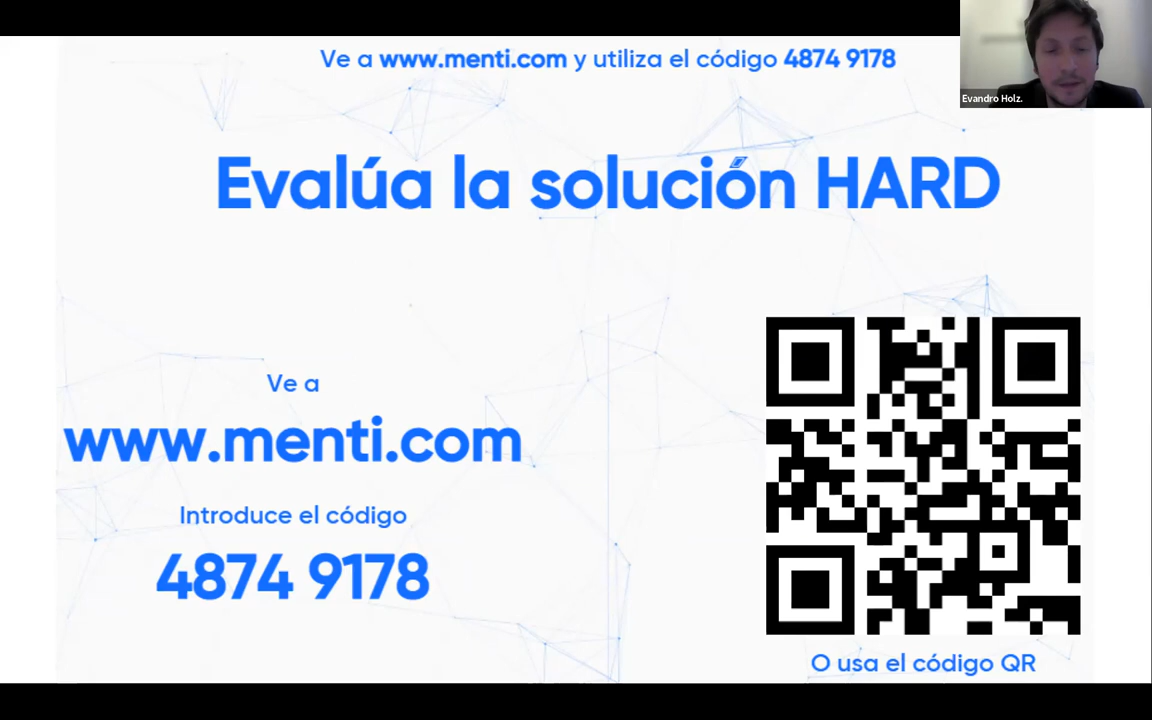 Ve a www.menti.com y utiliza el código 4874 9178
Evandro Holz.
Evalúa la solución HARD
Ve a
www.menti.com
Introduce el código
4874 9178
O usa el código QR